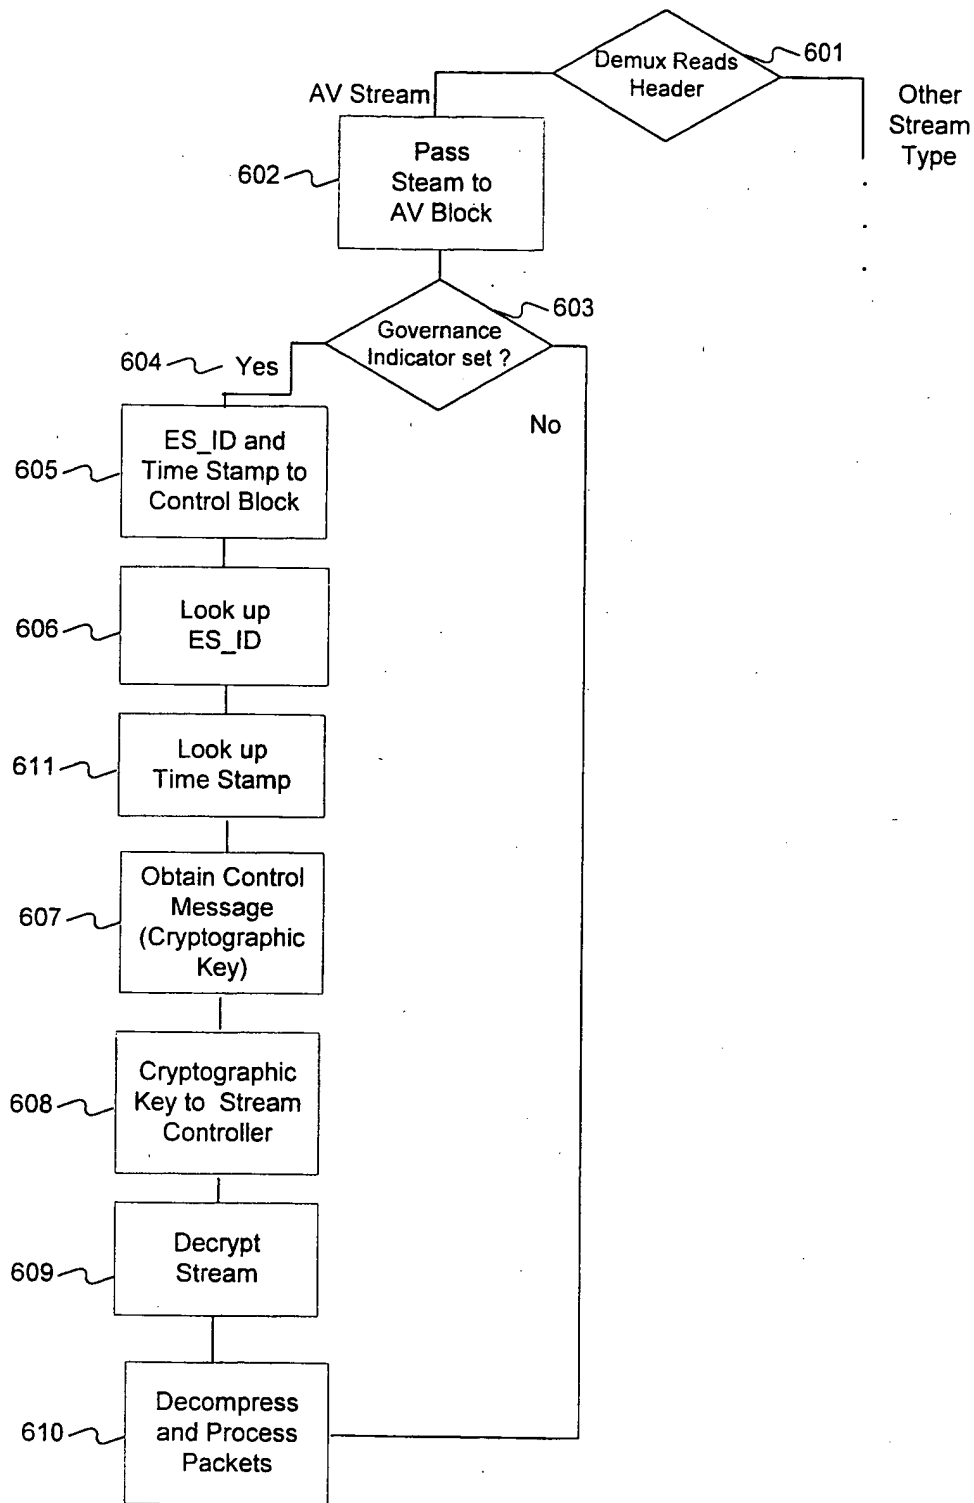 Demux Reads
Header
601
AV Stream
Other
Stream
Type
Pass
Steam to
AV Block
602
603
Governance
Indicator set ?
604
Yes
No
ES_ID and
Time Stamp to
Control Block
605
Look up
ES_ID
606
Look up
Time Stamp
611
Obtain Control
Message
(Cryptographic
Key)
607
Cryptographic
Key to Stream
Controller
608
Decrypt
Stream
609
Decompress
and Process
Packets
610